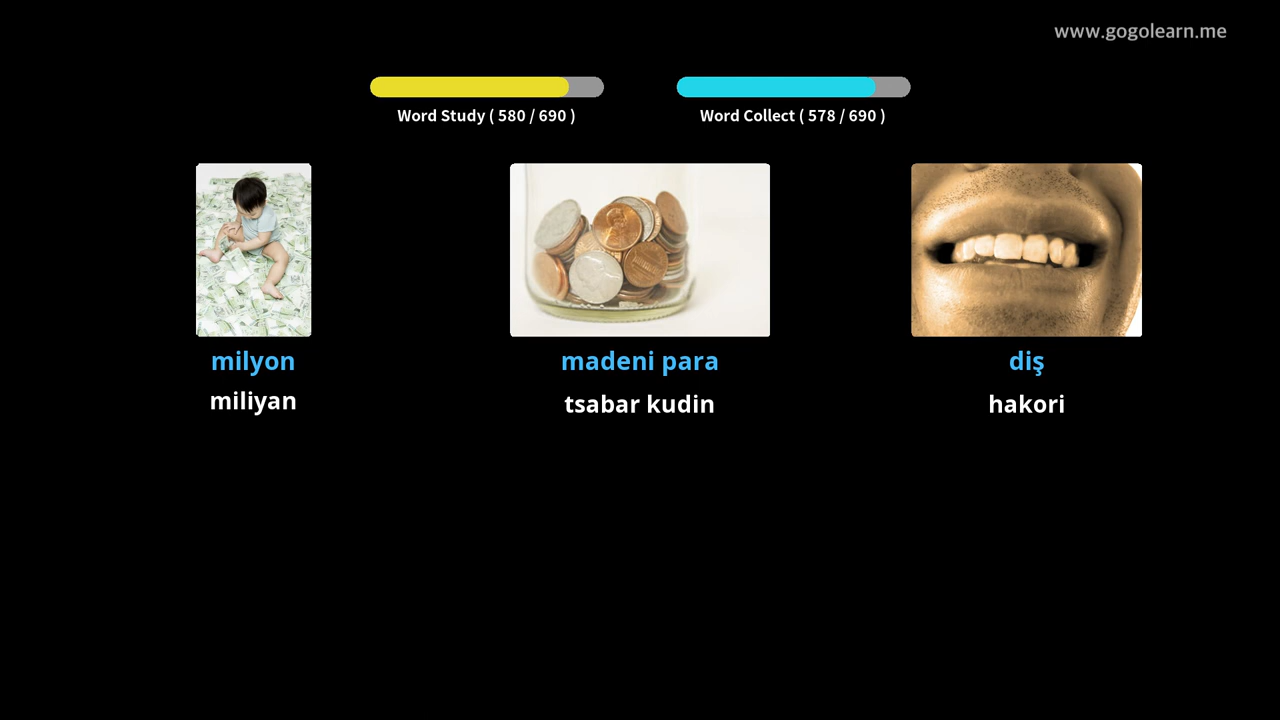 www.gogolearn.me
Word Study ( 580 / 690 )
Word Collect ( 578 / 690 )
milyon
miliyan
madeni para
tsabar kudin
diş
hakori